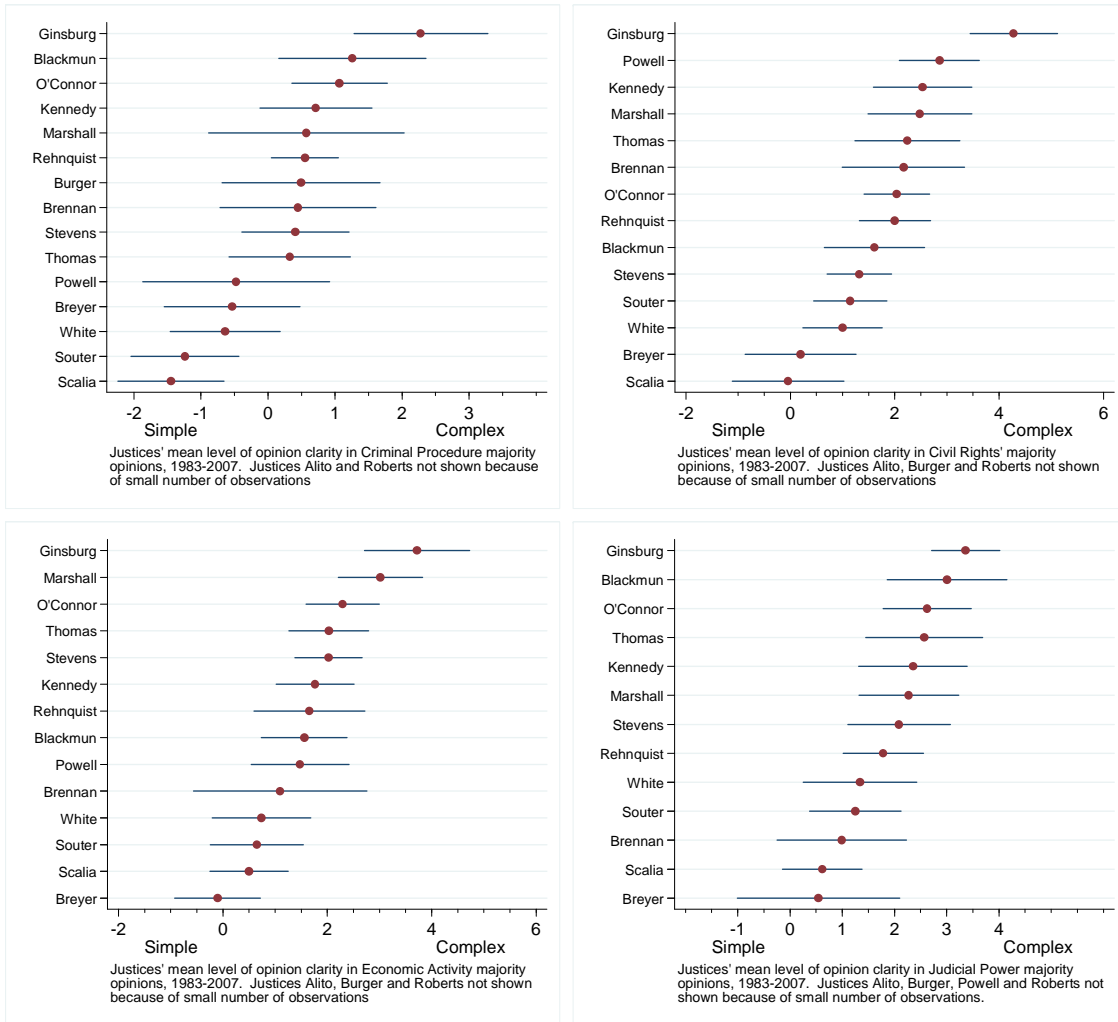 Ginsburg
Blackmun
O'Connor
Kennedy
Marshall
Rehnquist
Burger
Brennan
Stevens
Thomas
Powell
Breyer
White
Souter
Scalia
-2 -1 0 1 2 3
Simple Complex
Justices' mean level of opinion clarity in Criminal Procedure majority
opinions, 1983-2007. Justices Alito and Roberts not shown because
of small number of observations
Ginsburg
Powell
Kennedy
Marshall
Thomas
Brennan
O'Connor
Rehnquist
Blackmun
Stevens
Souter
White
Breyer
Scalia
-2 0 2 4 6
Simple Complex
Justices' mean level of opinion clarity in Civil Rights' majority
opinions, 1983-2007. Justices Alito, Burger and Roberts not shown
because of small number of observations
Ginsburg
Marshall
O'Connor
Thomas
Stevens
Kennedy
Rehnquist
Blackmun
Powell
Brennan
White
Souter
Scalia
Breyer
-2 0 2 4 6
Simple Complex
Justices' mean level of opinion clarity in Economic Activity majority
opinions, 1983-2007. Justices Alito, Burger and Roberts not shown
because of small number of observations
Ginsburg
Blackmun
O'Connor
Thomas
Kennedy
Marshall
Stevens
Rehnquist
White
Souter
Brennan
Scalia
Breyer
-1 0 1 2 3 4
Simple Complex
Justices' mean level of opinion clarity in Judicial Power majority
opinions, 1983-2007. Justices Alito, Burger, Powell and Roberts not
shown because of small number of observations.